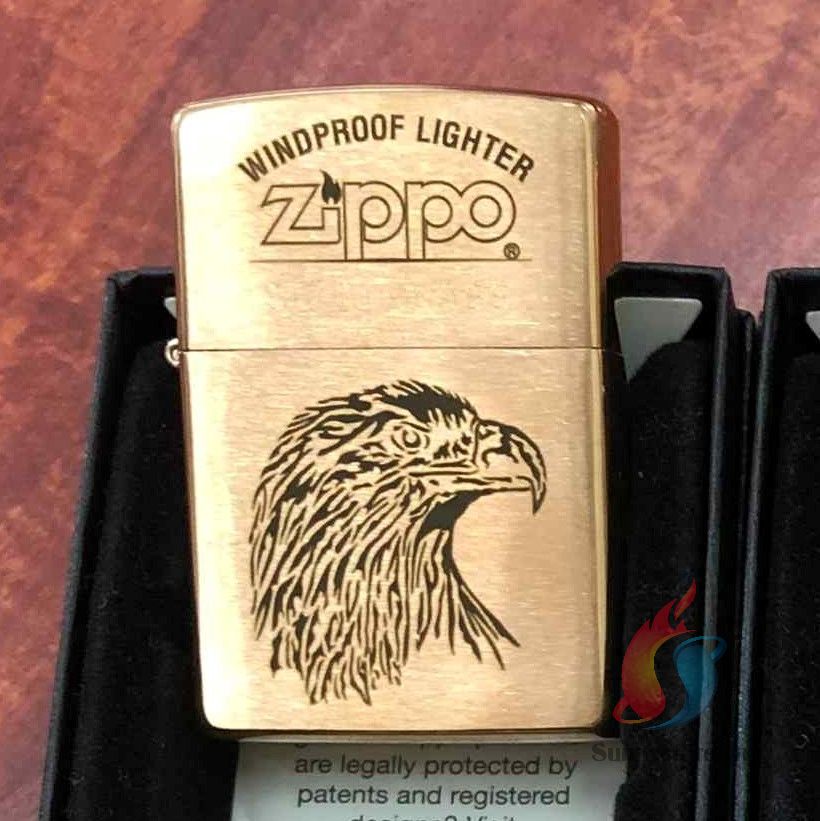 WINDPROOF LIGHTER
Zippo®
are legally protected by
patents and registered